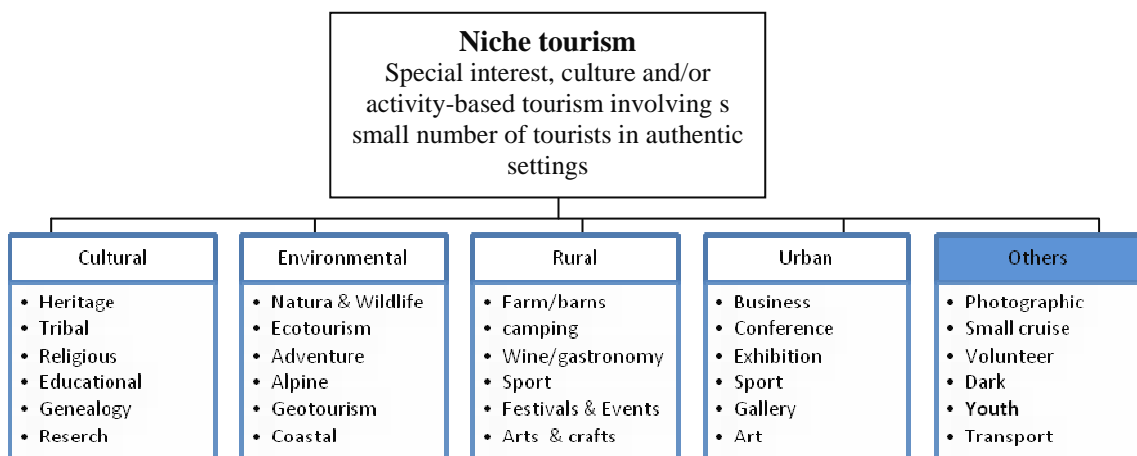 Niche tourism
Special interest, culture and/or
activity-based tourism involving s
small number of tourists in authentic
settings
Cultural
• Heritage
• Tribal
• Religious
• Educational
• Genealogy
• Reserch
Environmental
• Natura & Wildlife
• Ecotourism
• Adventure
• Alpine
• Geotourism
• Coastal
Rural
• Farm/barns
• camping
• Wine/gastronomy
• Sport
• Festivals & Events
• Arts & crafts
Urban
• Business
• Conference
• Exhibition
• Sport
• Gallery
• Art
Others
• Photographic
• Small cruise
• Volunteer
• Dark
• Youth
• Transport